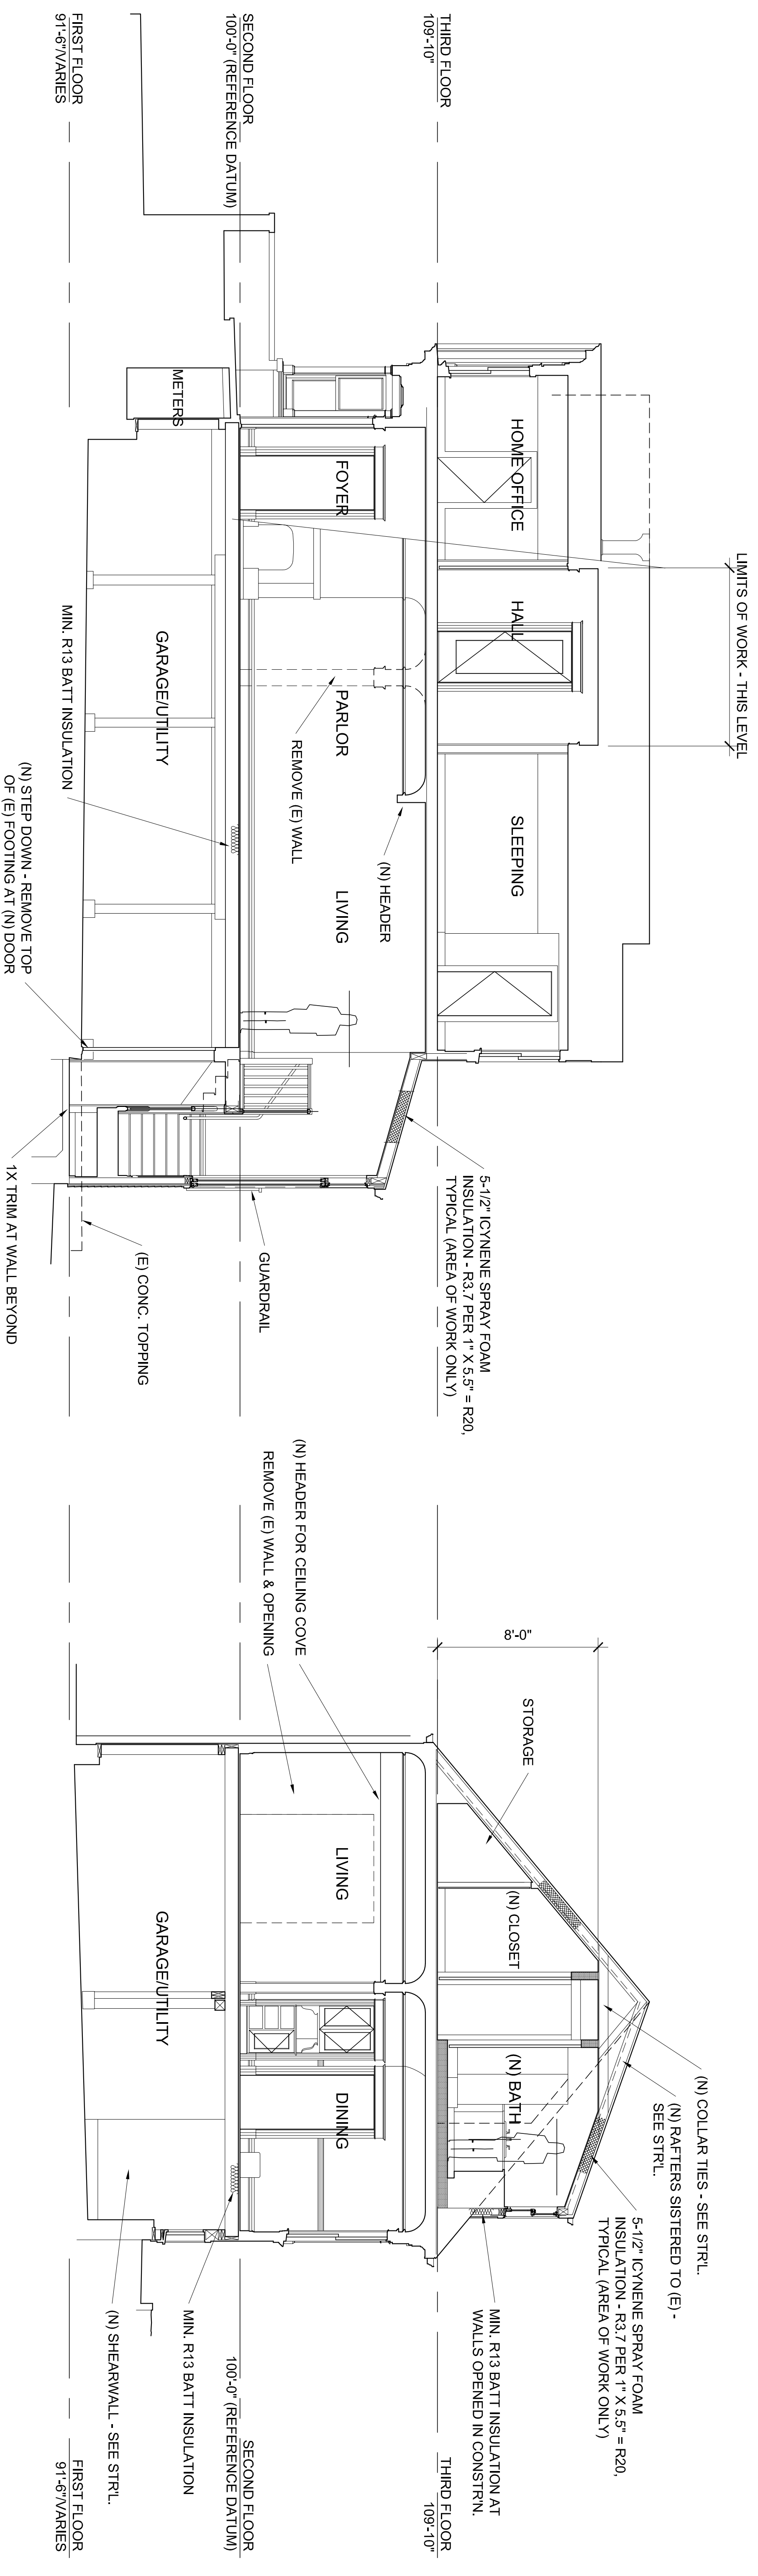 LIMITS OF WORK - THIS LEVEL
THIRD FLOOR
109'-10"
HOME OFFICE
HALL
SLEEPING
5-1/2" ICYNENE SPRAY FOAM
INSULATION - R3.7 PER 1" X 5.5" = R20,
TYPICAL (AREA OF WORK ONLY)
(N) HEADER
FOYER
PARLOR
LIVING
REMOVE (E) WALL
SECOND FLOOR
100'-0" (REFERENCE DATUM)
GUARDRAIL
METERS
GARAGE/UTILITY
(E) CONC. TOPPING
MIN. R13 BATT INSULATION
FIRST FLOOR
91'-6"/VARIES
(N) STEP DOWN - REMOVE TOP
OF (E) FOOTING AT (N) DOOR
1X TRIM AT WALL BEYOND
(N) COLLAR TIES - SEE STR'L.
(N) RAFTERS SISTERED TO (E) -
SEE STR'L.
5-1/2" ICYNENE SPRAY FOAM
INSULATION - R3.7 PER 1" X 5.5" = R20,
TYPICAL (AREA OF WORK ONLY)
8'-0"
STORAGE
(N) CLOSET
(N) BATH
MIN. R13 BATT INSULATION AT
WALLS OPENED IN CONSTR'N.
THIRD FLOOR
109'-10"
(N) HEADER FOR CEILING COVE
REMOVE (E) WALL & OPENING
LIVING
DINING
SECOND FLOOR
100'-0" (REFERENCE DATUM)
MIN. R13 BATT INSULATION
GARAGE/UTILITY
(N) SHEARWALL - SEE STR'L.
FIRST FLOOR
91'-6"/VARIES